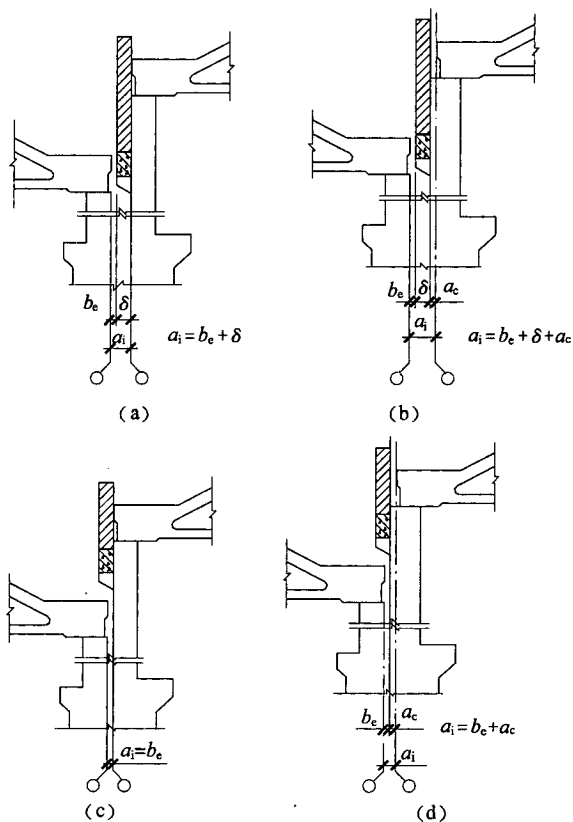 bₑ δ
aᵢ
aᵢ = bₑ + δ
(a)
bₑ δ a꜀
aᵢ
aᵢ = bₑ + δ + a꜀
(b)
aᵢ = bₑ
(c)
bₑ a꜀
aᵢ = bₑ + a꜀
aᵢ
(d)